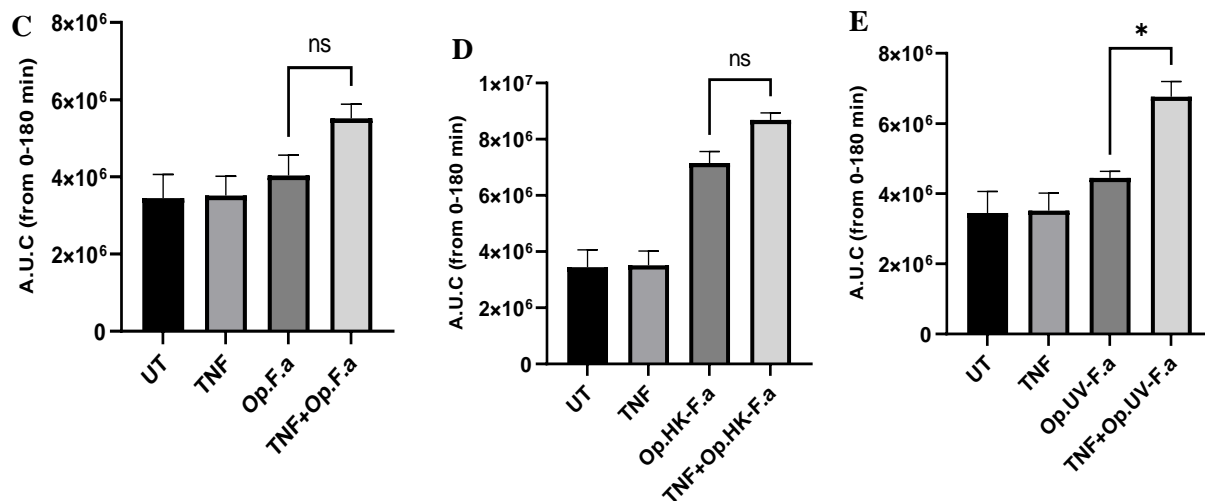 C
A.U.C (from 0-180 min)
8×10⁶
6×10⁶
4×10⁶
2×10⁶
0
ns
UT
TNF
Op.F.a
TNF+Op.F.a
D
A.U.C (from 0-180 min)
1×10⁷
8×10⁶
6×10⁶
4×10⁶
2×10⁶
0
ns
UT
TNF
Op.HK-F.a
TNF+Op.HK-F.a
E
A.U.C (from 0-180 min)
8×10⁶
6×10⁶
4×10⁶
2×10⁶
0
*
UT
TNF
Op.UV-F.a
TNF+Op.UV-F.a